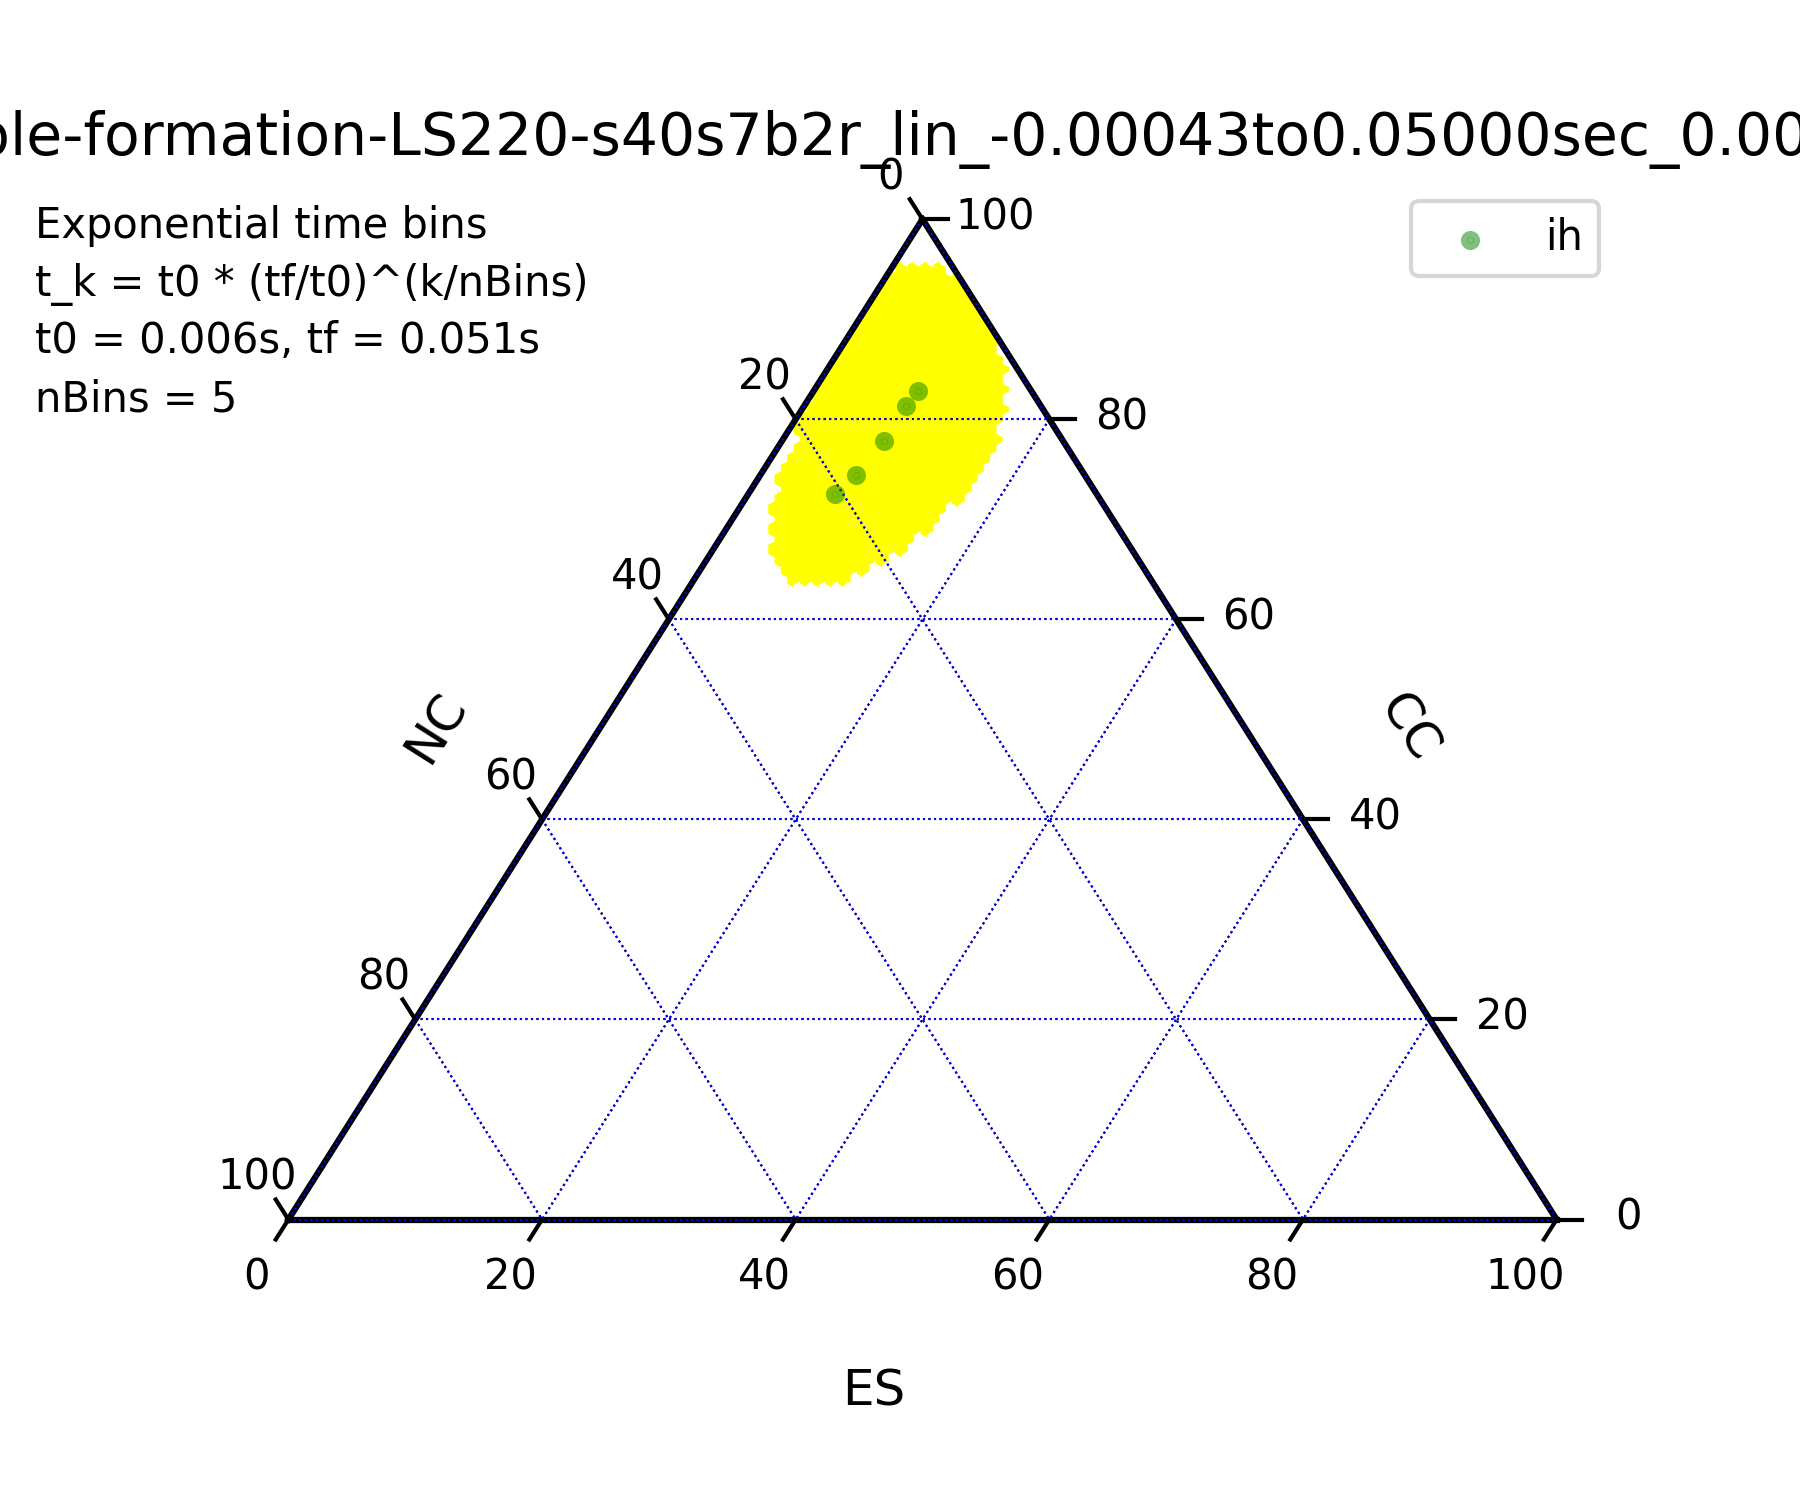 ole-formation-LS220-s40s7b2r_lin_-0.00043to0.05000sec_0.00
Exponential time bins
t_k = t0 * (tf/t0)^(k/nBins)
t0 = 0.006s, tf = 0.051s
nBins = 5
ih
0
100
20
80
40
60
NC
CC
60
40
80
20
100
0
0
20
40
60
80
100
ES